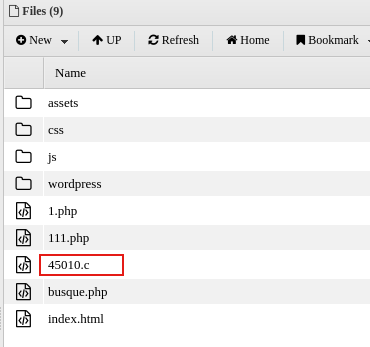 Files (9)
New UP Refresh Home Bookmark
Name
assets
css
js
wordpress
1.php
111.php
45010.c
busque.php
index.html